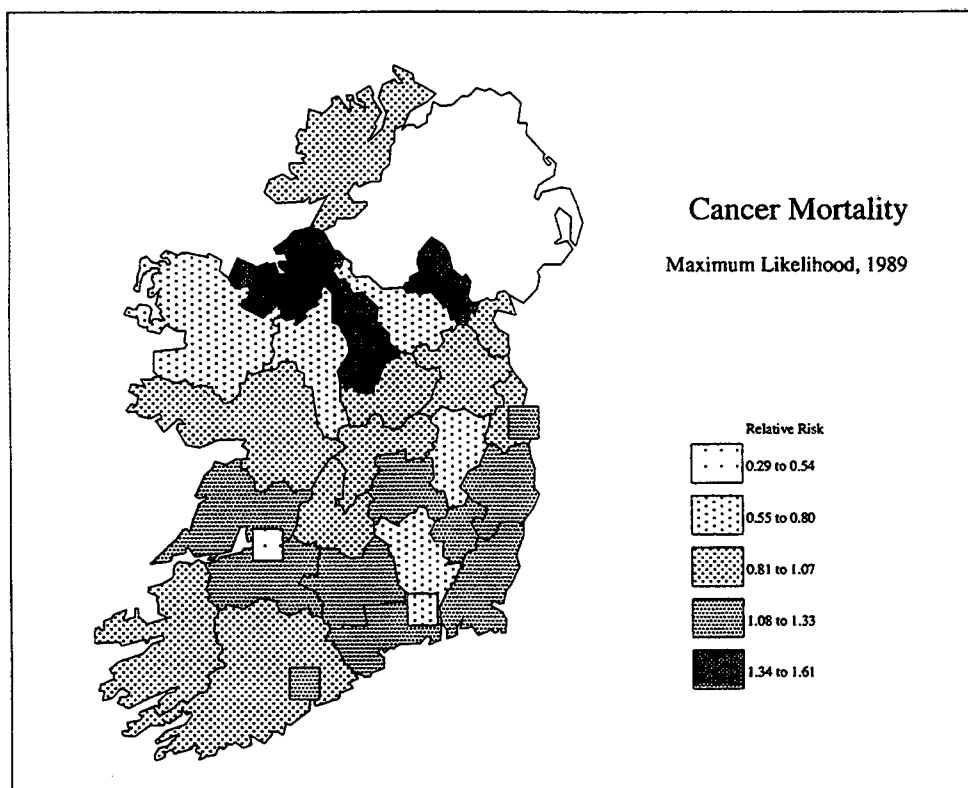 Cancer Mortality
Maximum Likelihood, 1989
Relative Risk
0.29 to 0.54
0.55 to 0.80
0.81 to 1.07
1.08 to 1.33
1.34 to 1.61